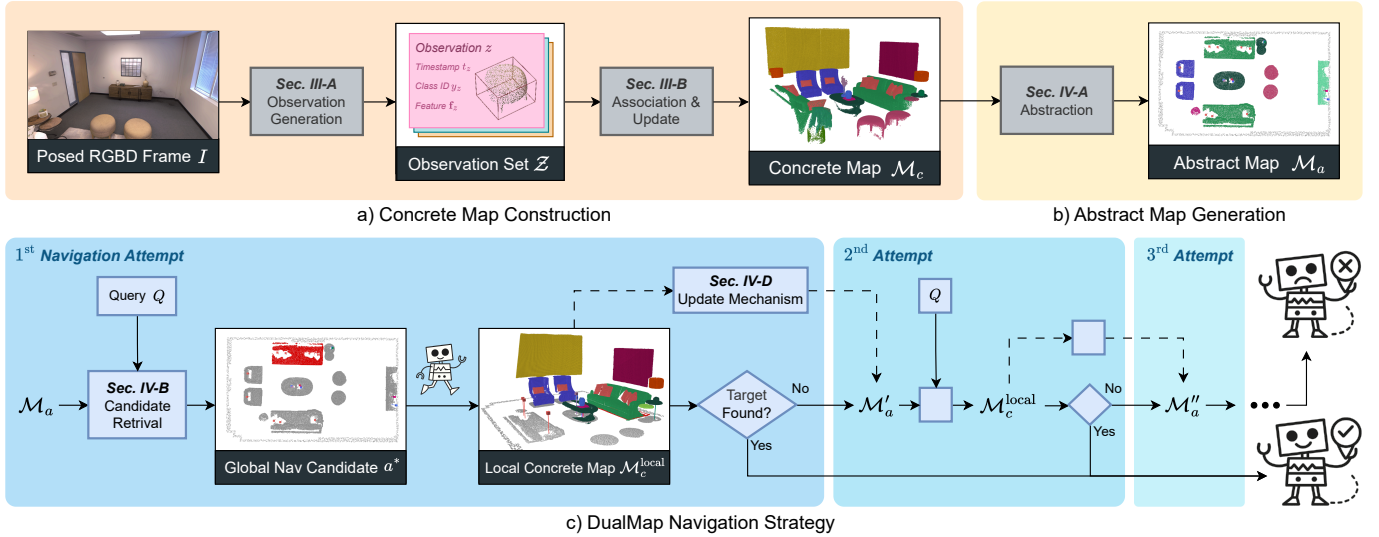 Posed RGBD Frame I
Sec. III-A
Observation
Generation
Observation z
Timestamp t_z
Class ID y_z
Feature f_z
Observation Set Z
Sec. III-B
Association &
Update
Concrete Map M_c
Sec. IV-A
Abstraction
Abstract Map M_a
a) Concrete Map Construction
b) Abstract Map Generation
1st Navigation Attempt
Query Q
M_a
Sec. IV-B
Candidate
Retrival
Global Nav Candidate a*
Local Concrete Map M_c^local
Sec. IV-D
Update Mechanism
Target
Found?
No
Yes
2nd Attempt
Q
M_a'
M_c^local
No
Yes
3rd Attempt
M_a''
c) DualMap Navigation Strategy